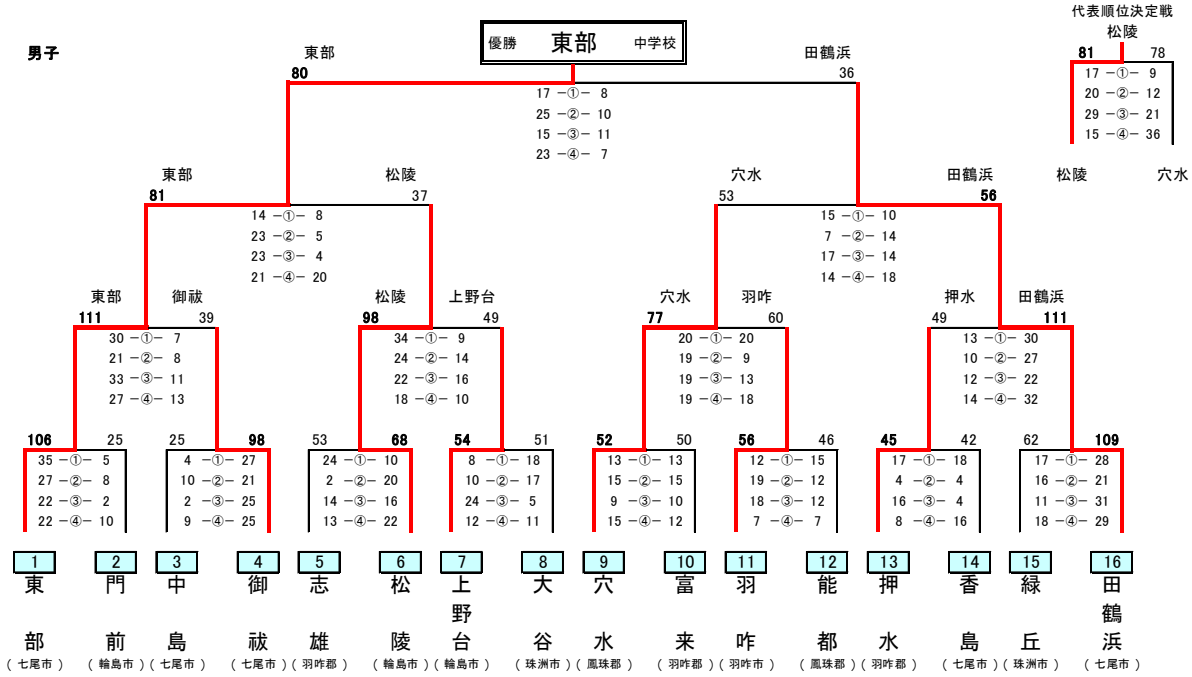 代表順位決定戦
松陵
男子
東部
優勝 東部 中学校
田鶴浜
80
36
81 78
17 -①- 8
25 -②- 10
15 -③- 11
23 -④- 7
17 -①- 9
20 -②- 12
29 -③- 21
15 -④- 36
松陵 穴水
東部 松陵 穴水 田鶴浜
81 37 53 56
14 -①- 8
23 -②- 5
23 -③- 4
21 -④- 20
15 -①- 10
7 -②- 14
17 -③- 14
14 -④- 18
東部 御祓 松陵 上野台 穴水 羽咋 押水 田鶴浜
111 39 98 49 77 60 49 111
30 -①- 7
21 -②- 8
33 -③- 11
27 -④- 13
34 -①- 9
24 -②- 14
22 -③- 16
18 -④- 10
20 -①- 20
19 -②- 9
19 -③- 13
19 -④- 18
13 -①- 30
10 -②- 27
12 -③- 22
14 -④- 32
106 25 25 98 53 68 54 51 52 50 56 46 45 42 62 109
35 -①- 5
27 -②- 8
22 -③- 2
22 -④- 10
4 -①- 27
10 -②- 21
2 -③- 25
9 -④- 25
24 -①- 10
2 -②- 20
14 -③- 16
13 -④- 22
8 -①- 18
10 -②- 17
24 -③- 5
12 -④- 11
13 -①- 13
15 -②- 15
9 -③- 10
15 -④- 12
12 -①- 15
19 -②- 12
18 -③- 12
7 -④- 7
17 -①- 18
4 -②- 4
16 -③- 4
8 -④- 16
17 -①- 28
16 -②- 21
11 -③- 31
18 -④- 29
1 2 3 4 5 6 7 8 9 10 11 12 13 14 15 16
東部
門前
中島
御祓
志雄
松陵
上野台
大谷
穴水
富来
羽咋
能都
押水
香島
緑丘
田鶴浜
(七尾市) (輪島市) (七尾市) (七尾市) (羽咋郡) (輪島市) (輪島市) (珠洲市) (鳳珠郡) (羽咋郡) (羽咋市) (鳳珠郡) (羽咋郡) (七尾市) (珠洲市) (七尾市)